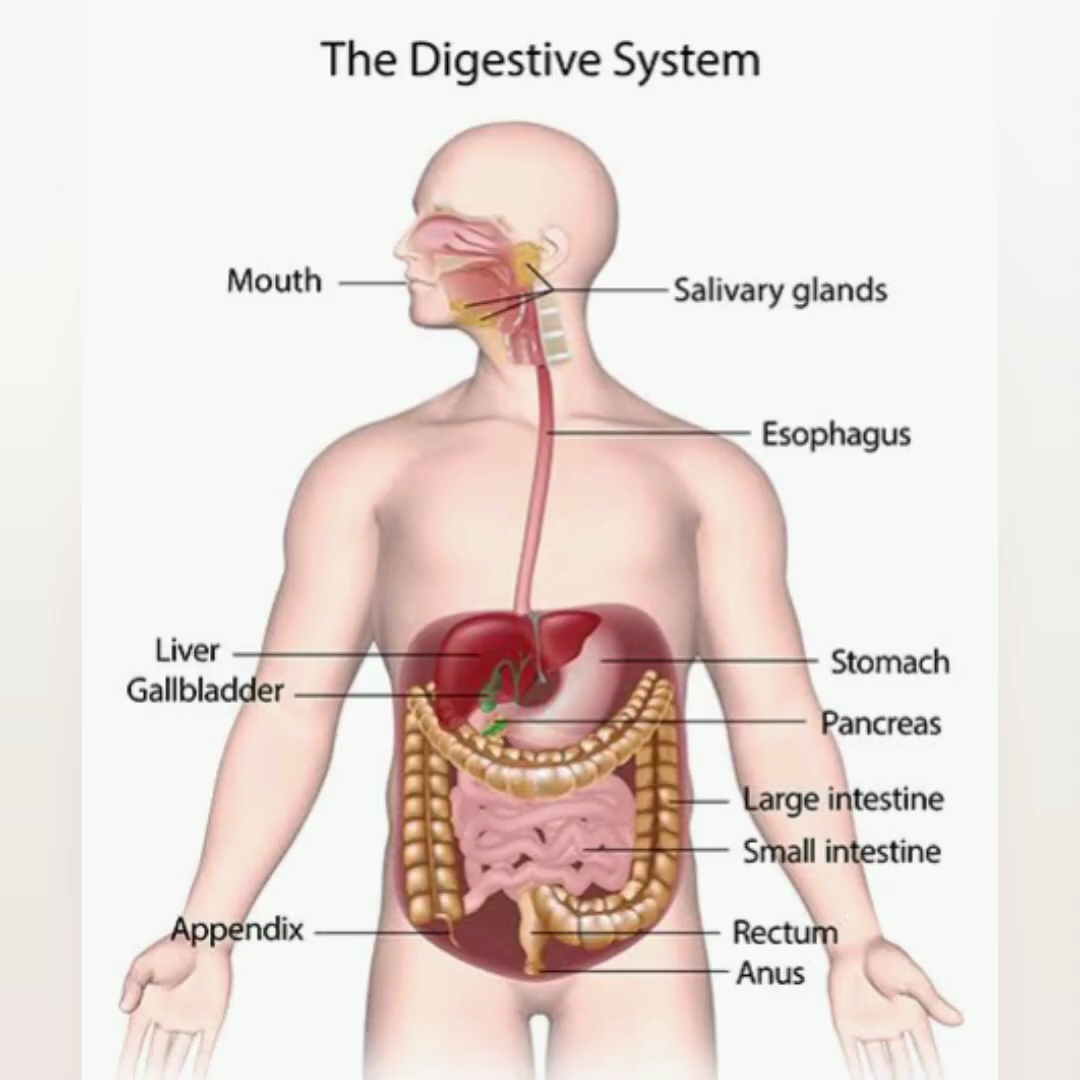 The Digestive System
Mouth
Salivary glands
Esophagus
Liver
Stomach
Gallbladder
Pancreas
Large intestine
Small intestine
Appendix
Rectum
Anus